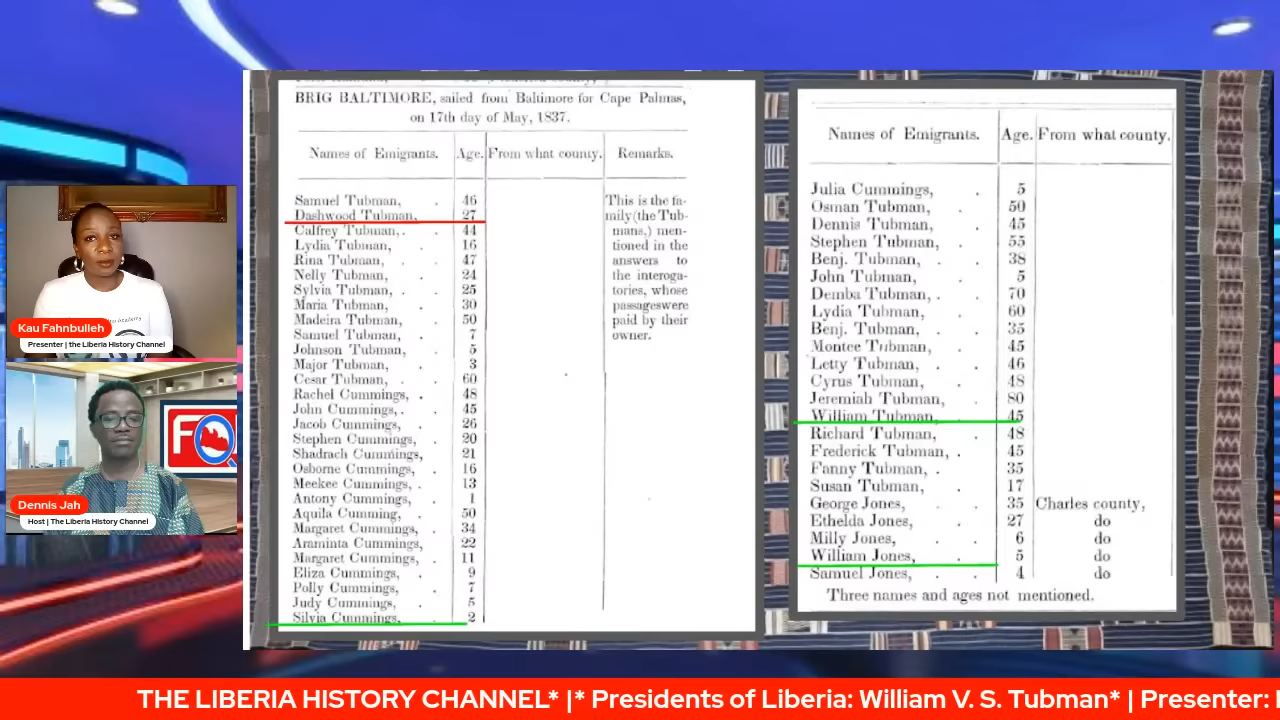 BRIG BALTIMORE, sailed from Baltimore for Cape Palmas,
on 17th day of May, 1837.
Names of Emigrants. Age. From what county. Remarks.
Samuel Tubman, . 46 This is the fa-
Dashwood Tubman, 27 mily(the Tub-
Calfrey Tubman,. . 44 mans,) men-
Lydia Tubman, . 16 tioned in the
Rina Tubman, . . 47 answers to
Nelly Tubman, . 24 the interoga-
Sylvia Tubman, . . 25 tories, whose
Maria Tubman, . 30 passageswere
Madeira Tubman, . 50 paid by their
Samuel Tubman, . 7 owner.
Johnson Tubman, . 5
Major Tubman, . 3
Cesar Tubman, . . 60
Rachel Cummings, . 48
John Cummings,. . 45
Jacob Cummings, . 26
Stephen Cummings, . 20
Shadrach Cummings, . 21
Osborne Cummings, . 16
Meekee Cummings, . 13
Antony Cummings, . 1
Aquila Cumming, . 50
Margaret Cummings, . 34
Araminta Cummings, 22
Margaret Cummings, . 11
Eliza Cummings, . 9
Polly Cummings, . 7
Judy Cummings, . 5
Silvia Cummings, . 2
Names of Emigrants. Age. From what county.
Julia Cummings, . 5
Osman Tubman, . 50
Dennis Tubman, . 45
Stephen Tubman, . 55
Benj. Tubman, . 38
John Tubman, . 5
Demba Tubman, . . 70
Lydia Tubman, . 60
Benj. Tubman, . 35
Montee Tubman, . 45
Letty Tubman, . 46
Cyrus Tubman, . 48
Jeremiah Tubman, . 80
William Tubman, . 45
Richard Tubman, . 48
Frederick Tubman, . 45
Fanny Tubman, . 35
Susan Tubman, . 17
George Jones, . . 35 Charles county,
Ethelda Jones, . 27 do
Milly Jones, . . 6 do
William Jones, . 5 do
Samuel Jones, . . 4 do
Three names and ages not mentioned.
Kau Fahnbulleh
Presenter | the Liberia History Channel
FQ
Dennis Jah
Host | The Liberia History Channel
THE LIBERIA HISTORY CHANNEL* |* Presidents of Liberia: William V. S. Tubman* | Presenter: